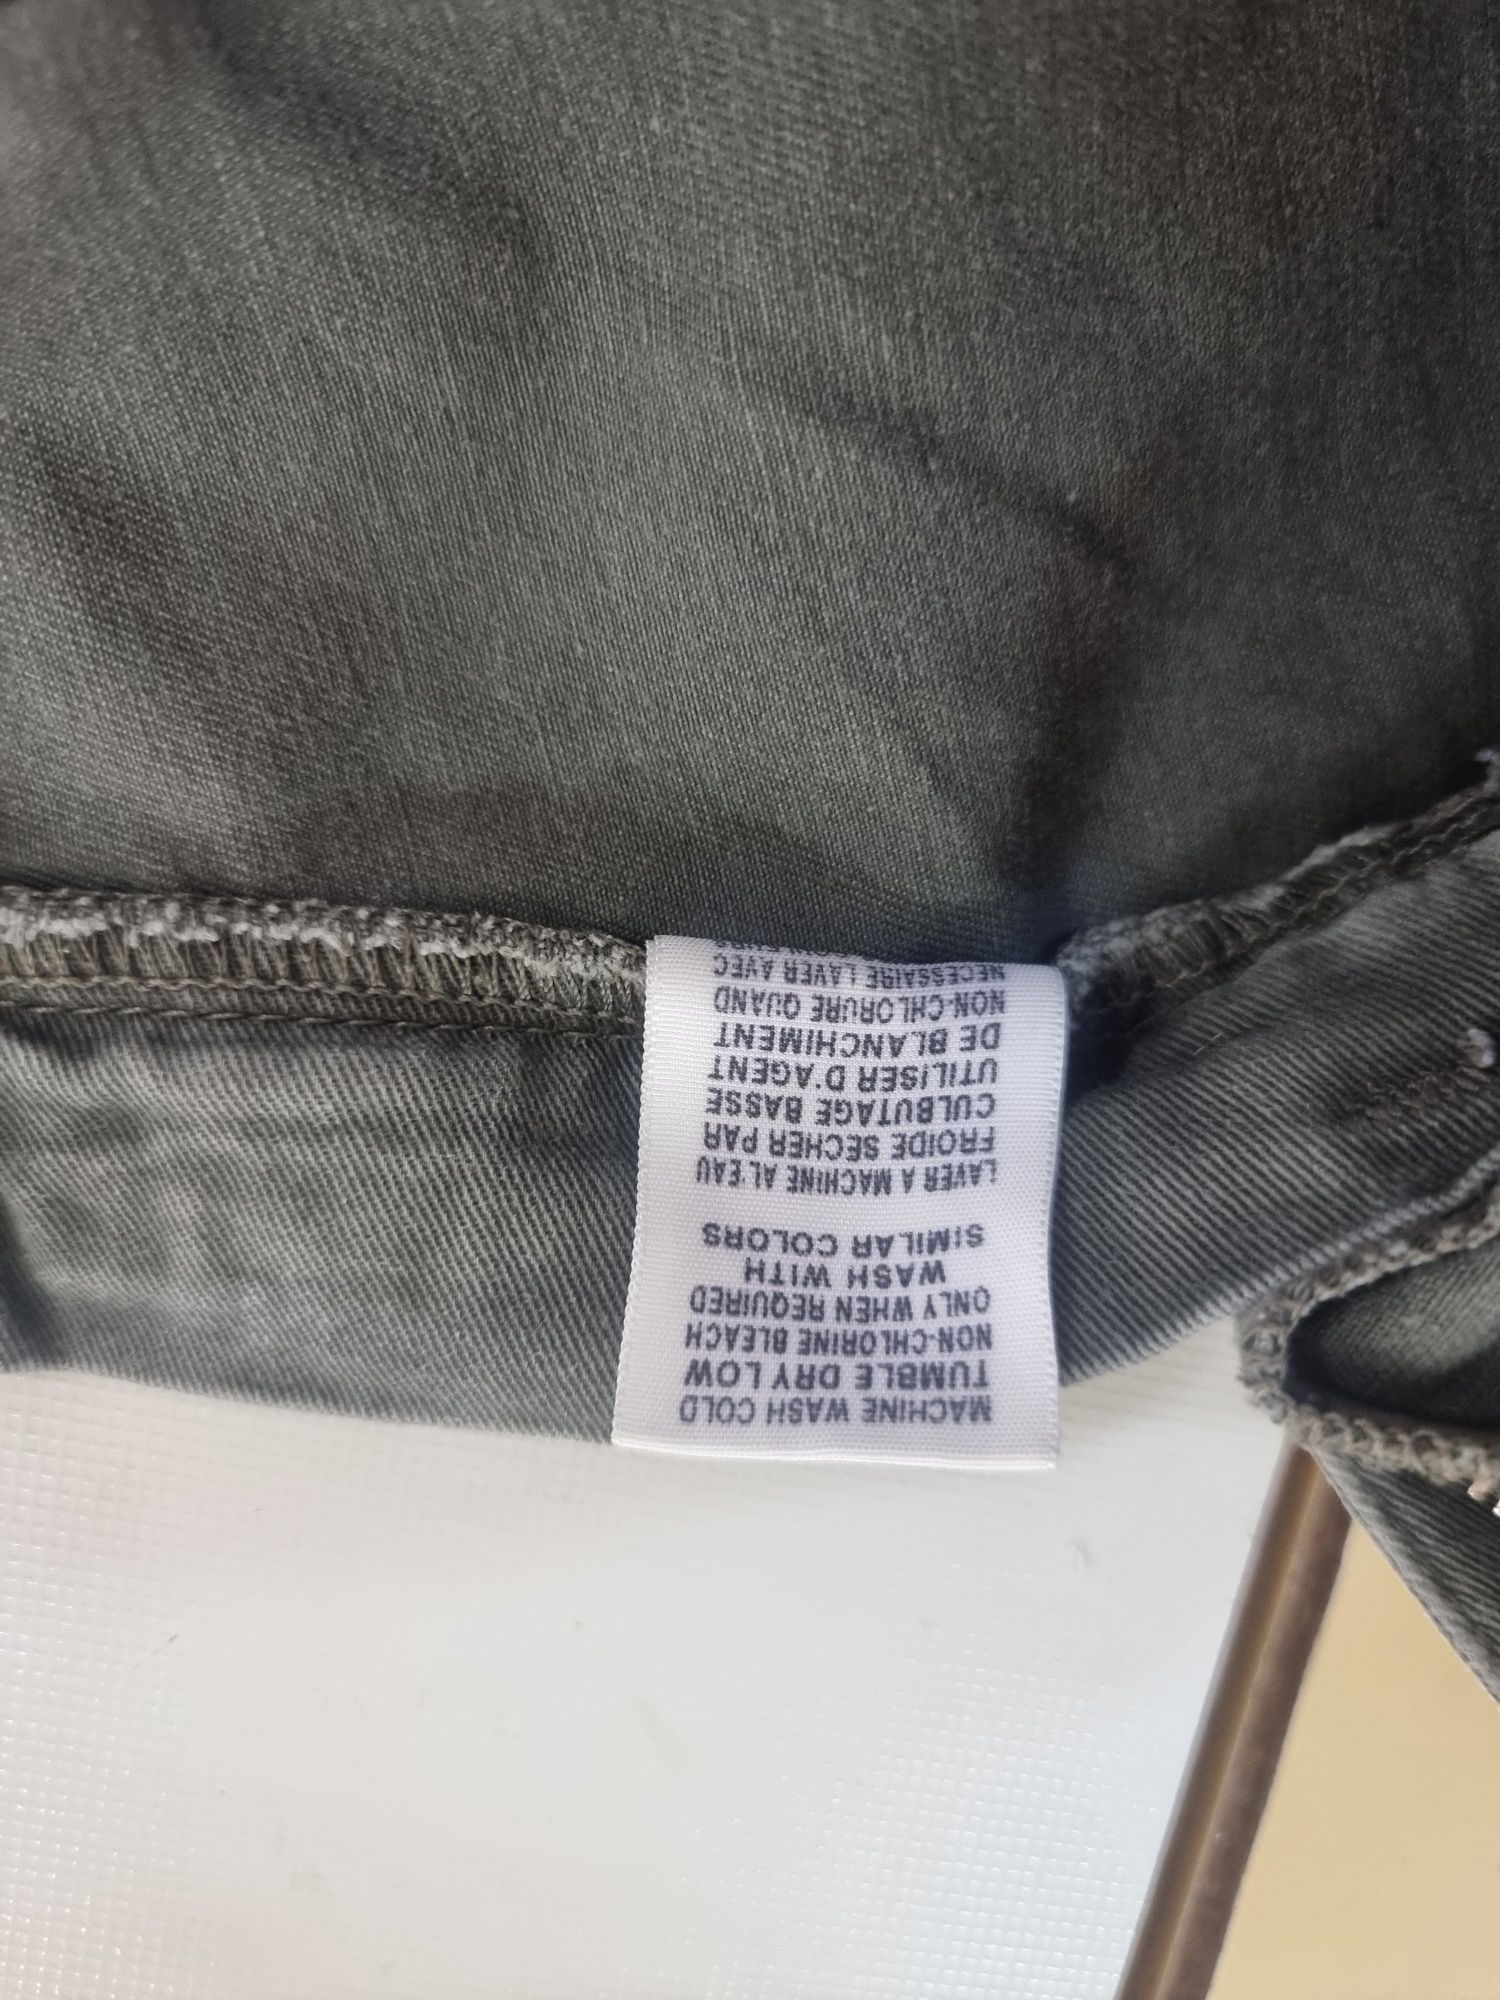 MACHINE WASH COLD
TUMBLE DRY LOW
NON-CHLORINE BLEACH
ONLY WHEN REQUIRED
WASH WITH
SIMILAR COLORS
LAVER A MACHINE AL'EAU
FROIDE SECHER PAR
CULBUTAGE BASSE
UTILISER D'AGENT
DE BLANCHIMENT
NON-CHLORURE QUAND
NECESSAIRE LAVER AVEC